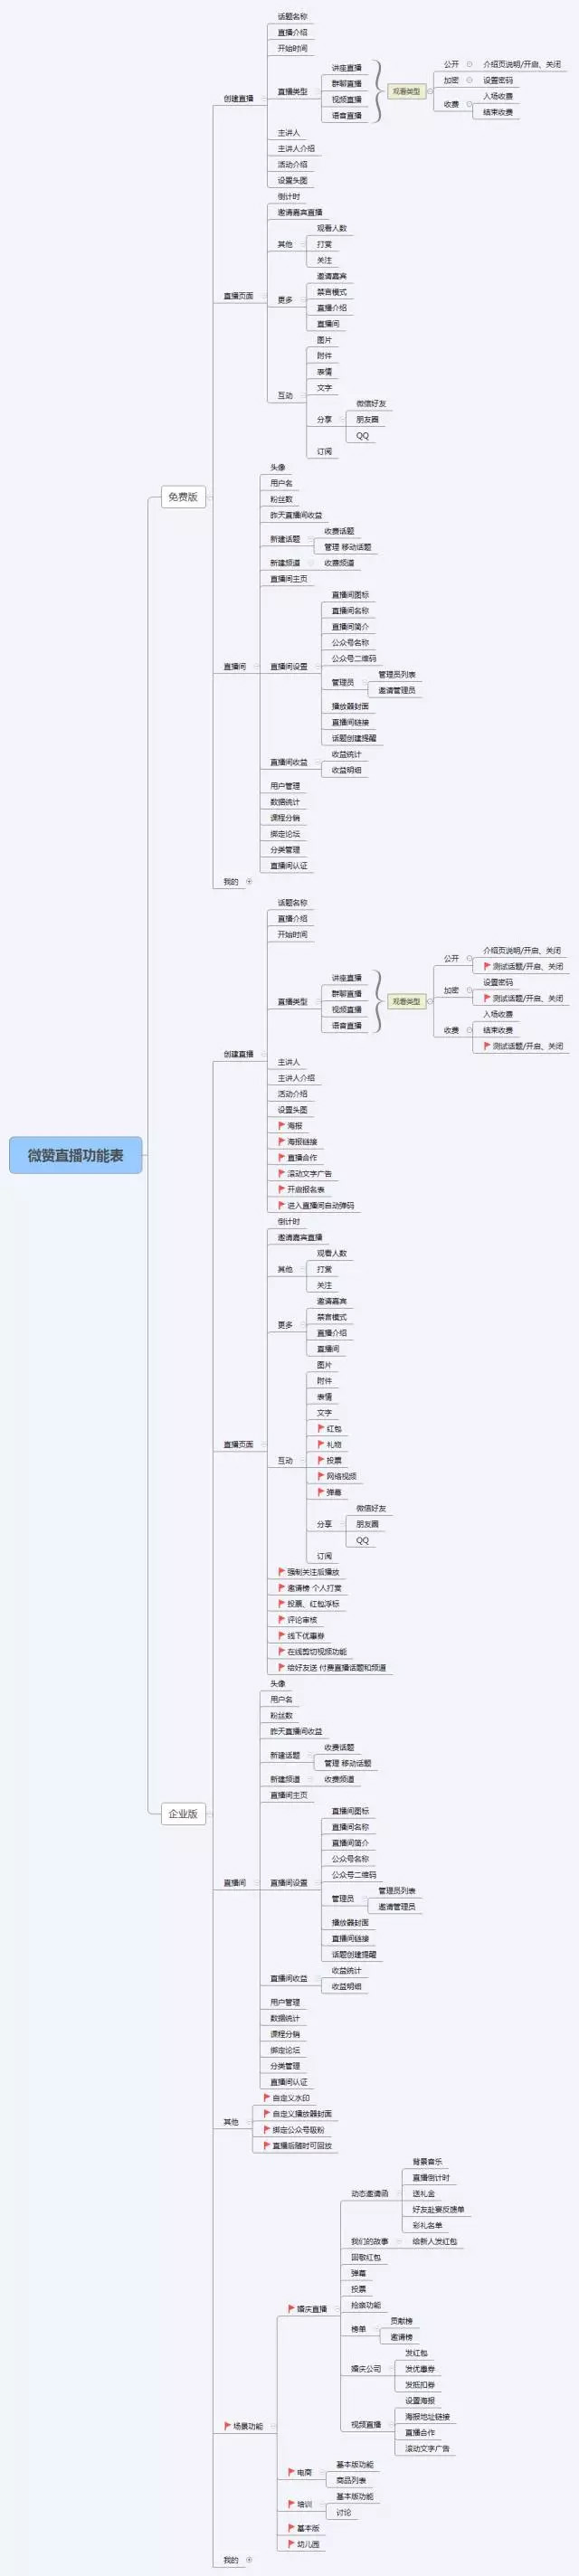 微赞直播功能表
免费版
创建直播
话题名称
直播介绍
开始时间
直播类型
讲座直播
群聊直播
视频直播
语音直播
观看类型
公开
介绍页说明/开启、关闭
加密
设置密码
收费
入场收费
结束收费
主讲人
主讲人介绍
活动介绍
设置头图
直播页面
倒计时
邀请嘉宾直播
其他
观看人数
打赏
关注
更多
邀请嘉宾
禁言模式
直播介绍
直播间
互动
图片
附件
表情
文字
分享
微信好友
朋友圈
QQ
订阅
直播间
头像
用户名
粉丝数
昨天直播间收益
新建话题
收费话题
管理 移动话题
新建频道
收费频道
直播间主页
直播间设置
直播间图标
直播间名称
直播间简介
公众号名称
公众号二维码
管理员
管理员列表
邀请管理员
播放器封面
直播间链接
话题创建提醒
直播间收益
收益统计
收益明细
用户管理
数据统计
课程分销
绑定论坛
分类管理
直播间认证
我的
企业版
创建直播
话题名称
直播介绍
开始时间
直播类型
讲座直播
群聊直播
视频直播
语音直播
观看类型
公开
介绍页说明/开启、关闭
测试话题/开启、关闭
加密
设置密码
测试话题/开启、关闭
收费
入场收费
结束收费
测试话题/开启、关闭
主讲人
主讲人介绍
活动介绍
设置头图
海报
海报链接
直播合作
滚动文字广告
开启报名表
进入直播间自动弹码
直播页面
倒计时
邀请嘉宾直播
其他
观看人数
打赏
关注
更多
邀请嘉宾
禁言模式
直播介绍
直播间
互动
图片
附件
表情
文字
红包
礼物
投票
网络视频
弹幕
分享
微信好友
朋友圈
QQ
订阅
强制关注后播放
邀请榜 个人打赏
投票、红包浮标
评论审核
线下优惠券
在线剪切视频功能
给好友送 付费直播话题和频道
直播间
头像
用户名
粉丝数
昨天直播间收益
新建话题
收费话题
管理 移动话题
新建频道
收费频道
直播间主页
直播间设置
直播间图标
直播间名称
直播间简介
公众号名称
公众号二维码
管理员
管理员列表
邀请管理员
播放器封面
直播间链接
话题创建提醒
直播间收益
收益统计
收益明细
用户管理
数据统计
课程分销
绑定论坛
分类管理
直播间认证
其他
自定义水印
自定义播放器封面
绑定公众号吸粉
直播后随时可回放
场景功能
婚庆直播
动态邀请函
背景音乐
直播倒计时
送礼金
好友赴宴反馈单
彩礼名单
我们的故事
给新人发红包
回敬红包
弹幕
投票
抢亲功能
榜单
贡献榜
邀请榜
婚庆公司
发红包
发优惠券
发抵扣券
视频直播
设置海报
海报地址链接
直播合作
滚动文字广告
电商
基本版功能
商品列表
培训
基本版功能
讨论
基本版
幼儿园
我的